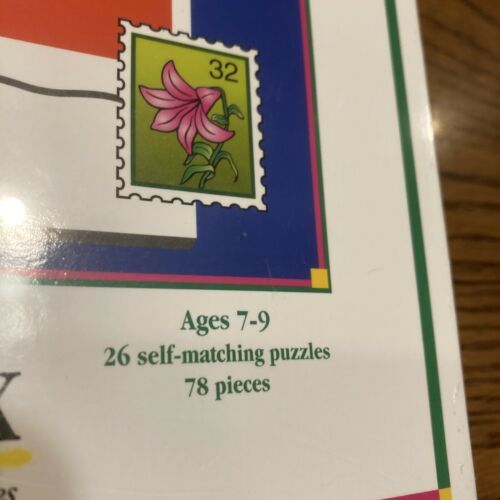 32
Ages 7-9
26 self-matching puzzles
78 pieces